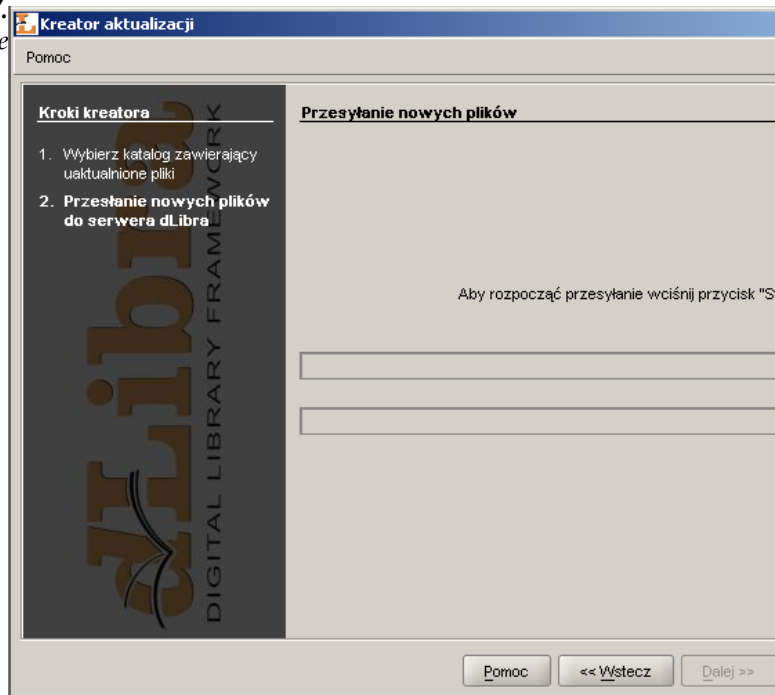 Kreator aktualizacji
Pomoc
Kroki kreatora
1. Wybierz katalog zawierający
uaktualnione pliki
2. Przesłanie nowych plików
do serwera dLibra
dLibra
DIGITAL LIBRARY FRAMEWORK
Przesyłanie nowych plików
Aby rozpocząć przesyłanie wciśnij przycisk "S
Pomoc
<< Wstecz
Dalej >>